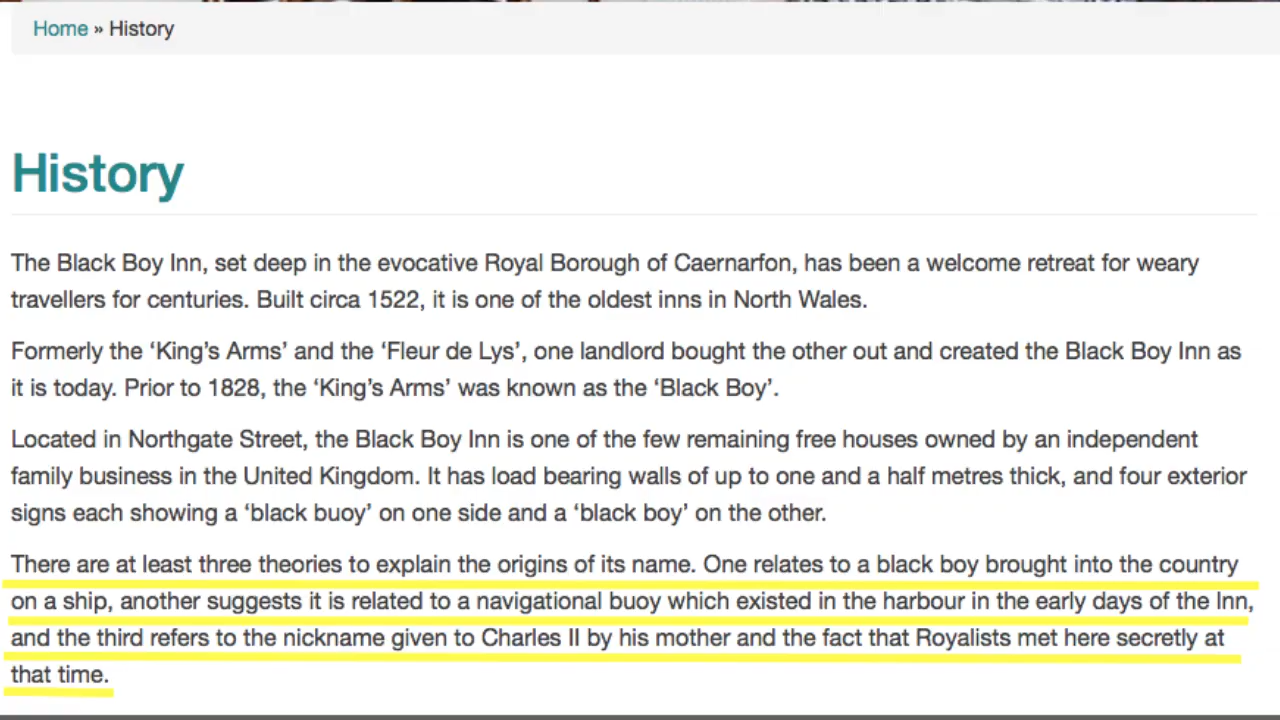 Home » History
History
The Black Boy Inn, set deep in the evocative Royal Borough of Caernarfon, has been a welcome retreat for weary
travellers for centuries. Built circa 1522, it is one of the oldest inns in North Wales.
Formerly the ‘King’s Arms’ and the ‘Fleur de Lys’, one landlord bought the other out and created the Black Boy Inn as
it is today. Prior to 1828, the ‘King’s Arms’ was known as the ‘Black Boy’.
Located in Northgate Street, the Black Boy Inn is one of the few remaining free houses owned by an independent
family business in the United Kingdom. It has load bearing walls of up to one and a half metres thick, and four exterior
signs each showing a ‘black buoy’ on one side and a ‘black boy’ on the other.
There are at least three theories to explain the origins of its name. One relates to a black boy brought into the country
on a ship, another suggests it is related to a navigational buoy which existed in the harbour in the early days of the Inn,
and the third refers to the nickname given to Charles II by his mother and the fact that Royalists met here secretly at
that time.